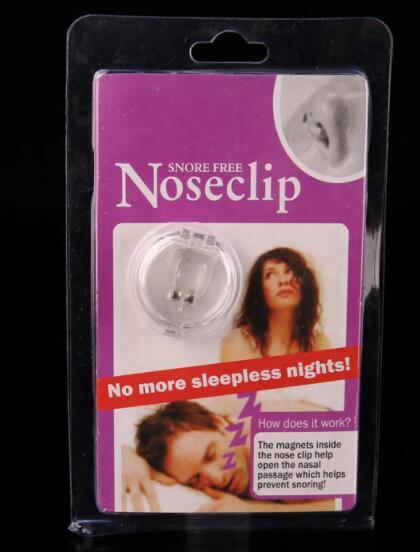 SNORE FREE
Noseclip
No more sleepless nights!
Z
Z
Z
Z
How does it work?
The magnets inside
the nose clip help
open the nasal
passage which helps
prevent snoring!